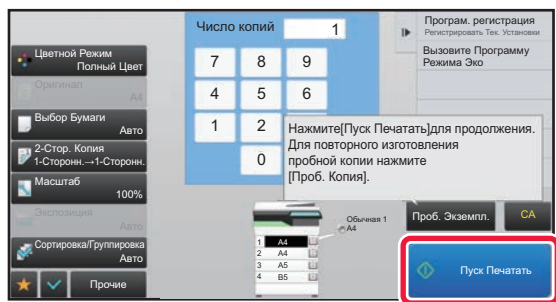 Число копий
1
Програм. регистрация
Регистрировать Тек. Установки
Вызовите Программу
Режима Эко
Цветной Режим
Полный Цвет
Оригинал
A4
Выбор Бумаги
Авто
2-Стор. Копия
1-Сторонн.→1-Сторонн.
Масштаб
100%
Экспозиция
Авто
Сортировка/Группировка
Авто
Прочие
7 8 9
4 5 6
1 2
0
Нажмите[Пуск Печатать]для продолжения.
Для повторного изготовления
пробной копии нажмите
[Проб. Копия].
Обычная 1
A4
1 A4
2 A4
3 A5
4 B5
Проб. Экземпл.
CA
Пуск Печатать